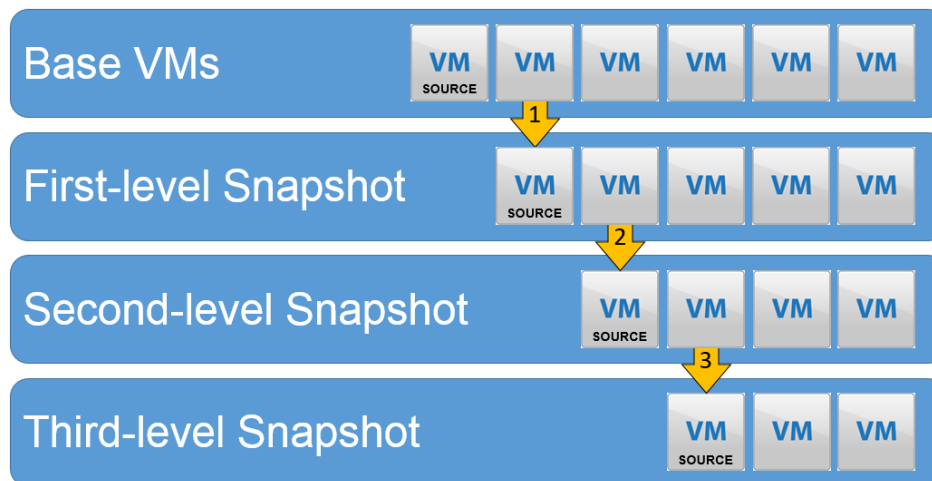 Base VMs VM VM VM VM VM VM
SOURCE
1
First-level Snapshot VM VM VM VM VM
SOURCE
2
Second-level Snapshot VM VM VM VM
SOURCE
3
Third-level Snapshot VM VM VM
SOURCE